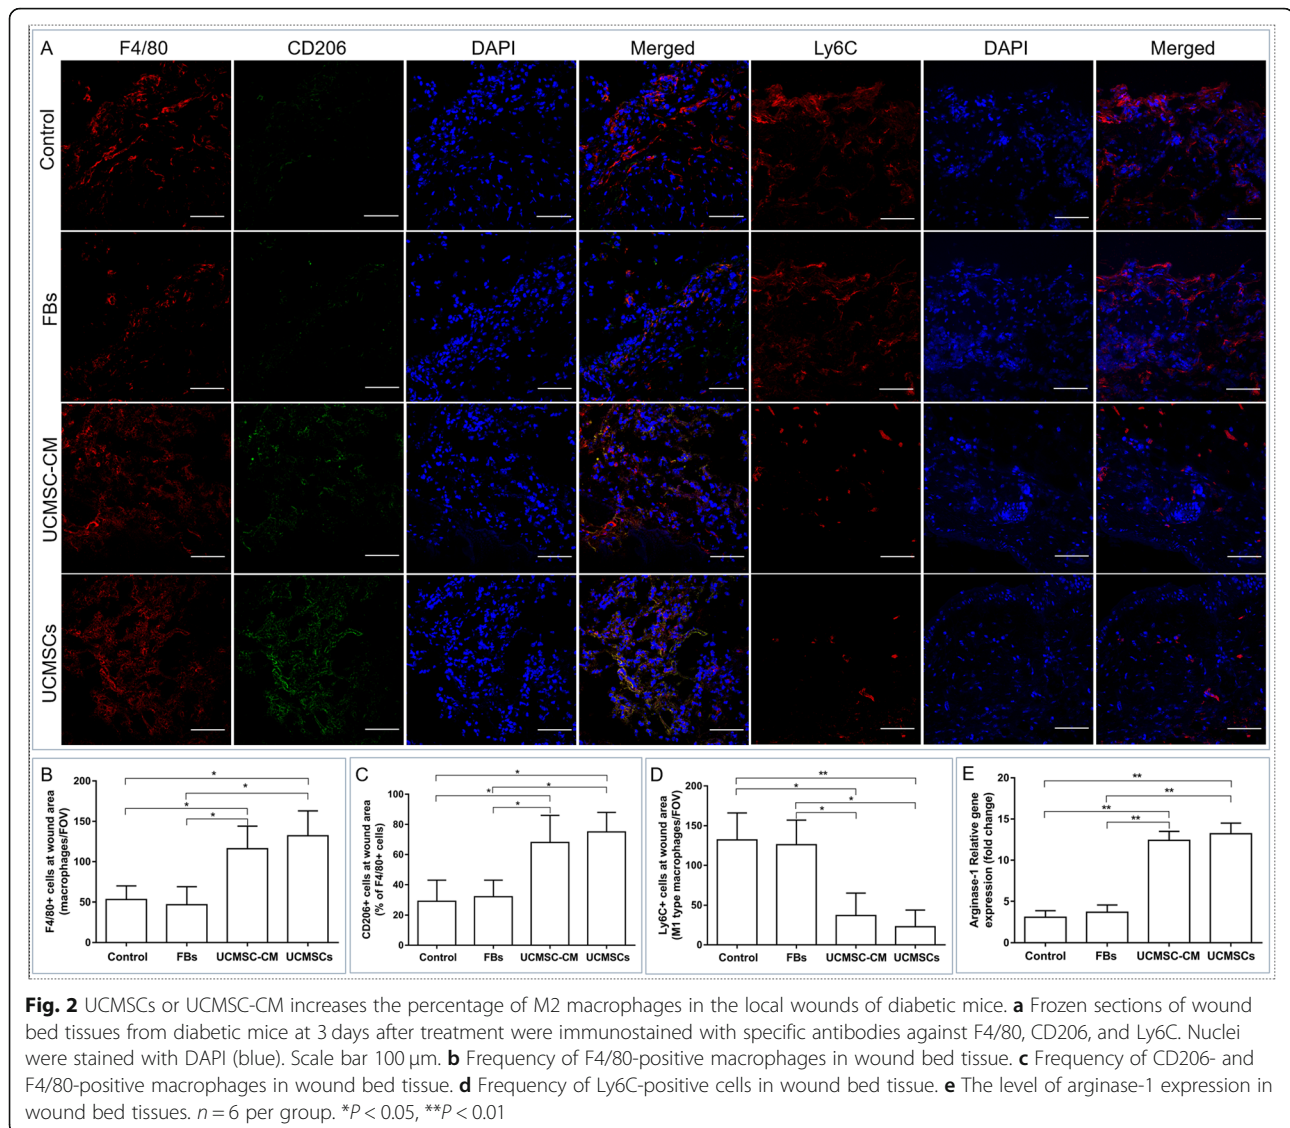 A F4/80 CD206 DAPI Merged Ly6C DAPI Merged
Control
FBs
UCMSC-CM
UCMSCs
B
F4/80+ cells at wound area
(macrophages/FOV)
200
150
100
50
0
* * * *
Control FBs UCMSC-CM UCMSCs
C
CD206+ cells at wound area
(% of F4/80+ cells)
100
80
60
40
20
0
* * * *
Control FBs UCMSC-CM UCMSCs
D
Ly6C+ cells at wound area
(M1 type macrophages/FOV)
200
150
100
50
0
** * * *
Control FBs UCMSC-CM UCMSCs
E
Arginase-1 Relative gene
expression (fold change)
20
15
10
5
0
** ** ** **
Control FBs UCMSC-CM UCMSCs
Fig. 2 UCMSCs or UCMSC-CM increases the percentage of M2 macrophages in the local wounds of diabetic mice. a Frozen sections of wound
bed tissues from diabetic mice at 3 days after treatment were immunostained with specific antibodies against F4/80, CD206, and Ly6C. Nuclei
were stained with DAPI (blue). Scale bar 100 μm. b Frequency of F4/80-positive macrophages in wound bed tissue. c Frequency of CD206- and
F4/80-positive macrophages in wound bed tissue. d Frequency of Ly6C-positive cells in wound bed tissue. e The level of arginase-1 expression in
wound bed tissues. n = 6 per group. *P < 0.05, **P < 0.01